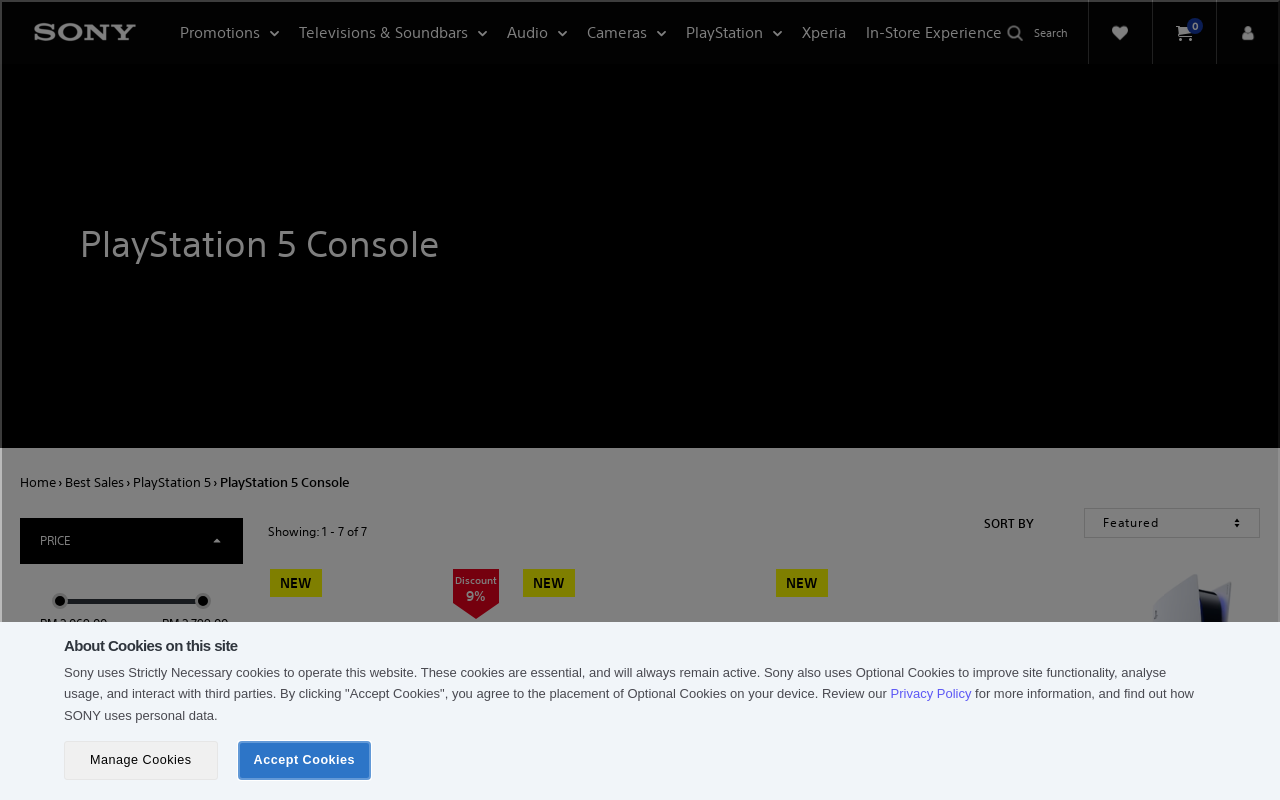 SONY
Promotions
Televisions & Soundbars
Audio
Cameras
PlayStation
Xperia
In-Store Experience
Search
0
PlayStation 5 Console
Home › Best Sales › PlayStation 5 › PlayStation 5 Console
PRICE
Showing: 1 - 7 of 7
SORT BY
Featured
NEW
Discount
9%
NEW
NEW
About Cookies on this site
Sony uses Strictly Necessary cookies to operate this website. These cookies are essential, and will always remain active. Sony also uses Optional Cookies to improve site functionality, analyse
usage, and interact with third parties. By clicking "Accept Cookies", you agree to the placement of Optional Cookies on your device. Review our Privacy Policy for more information, and find out how
SONY uses personal data.
Manage Cookies
Accept Cookies